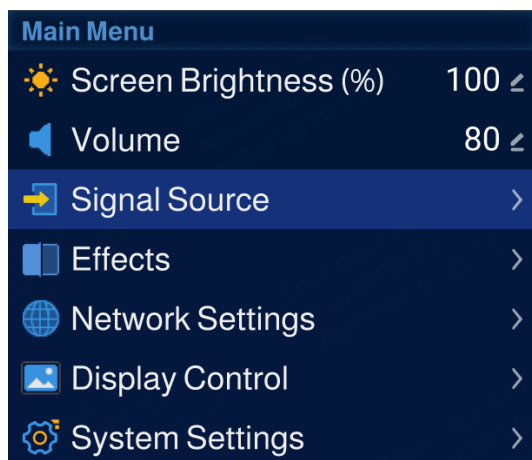 Main Menu
Screen Brightness (%) 100
Volume 80
Signal Source
Effects
Network Settings
Display Control
System Settings